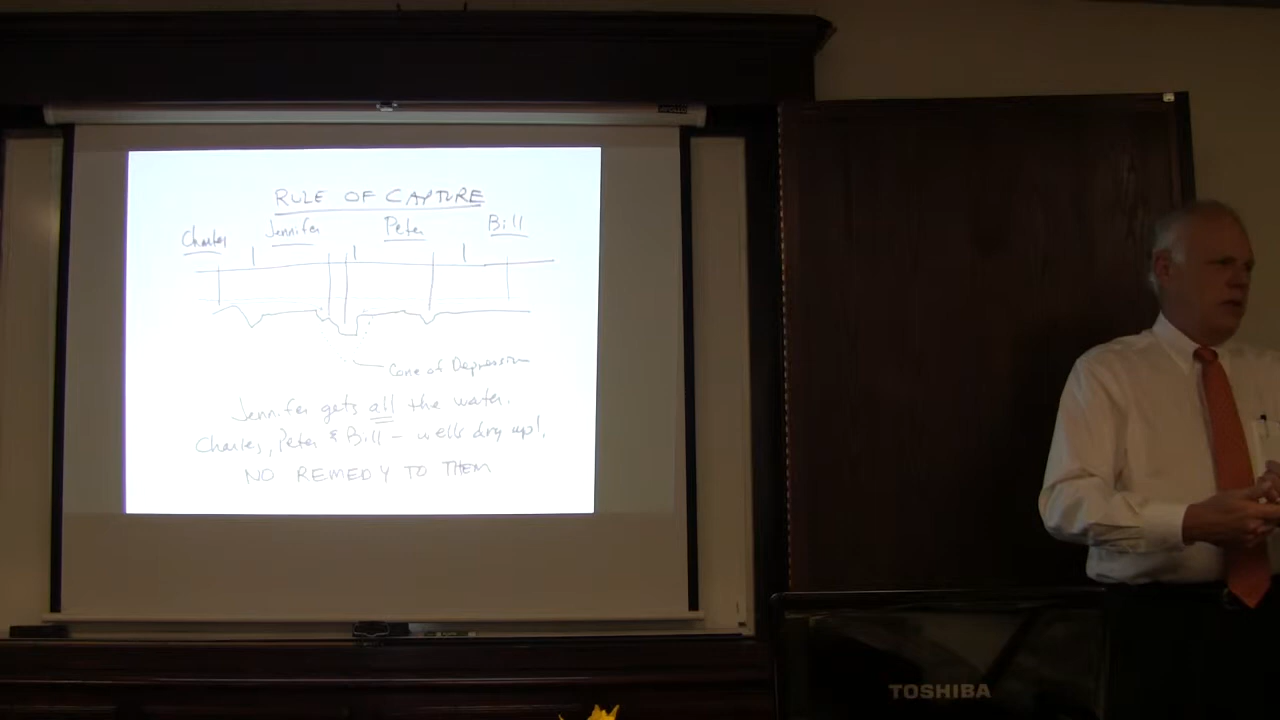 RULE OF CAPTURE
Charles Jennifer Peter Bill
Cone of Depression
Jennifer gets all the water.
Charles, Peter & Bill - wells dry up!
NO REMEDY TO THEM
TOSHIBA